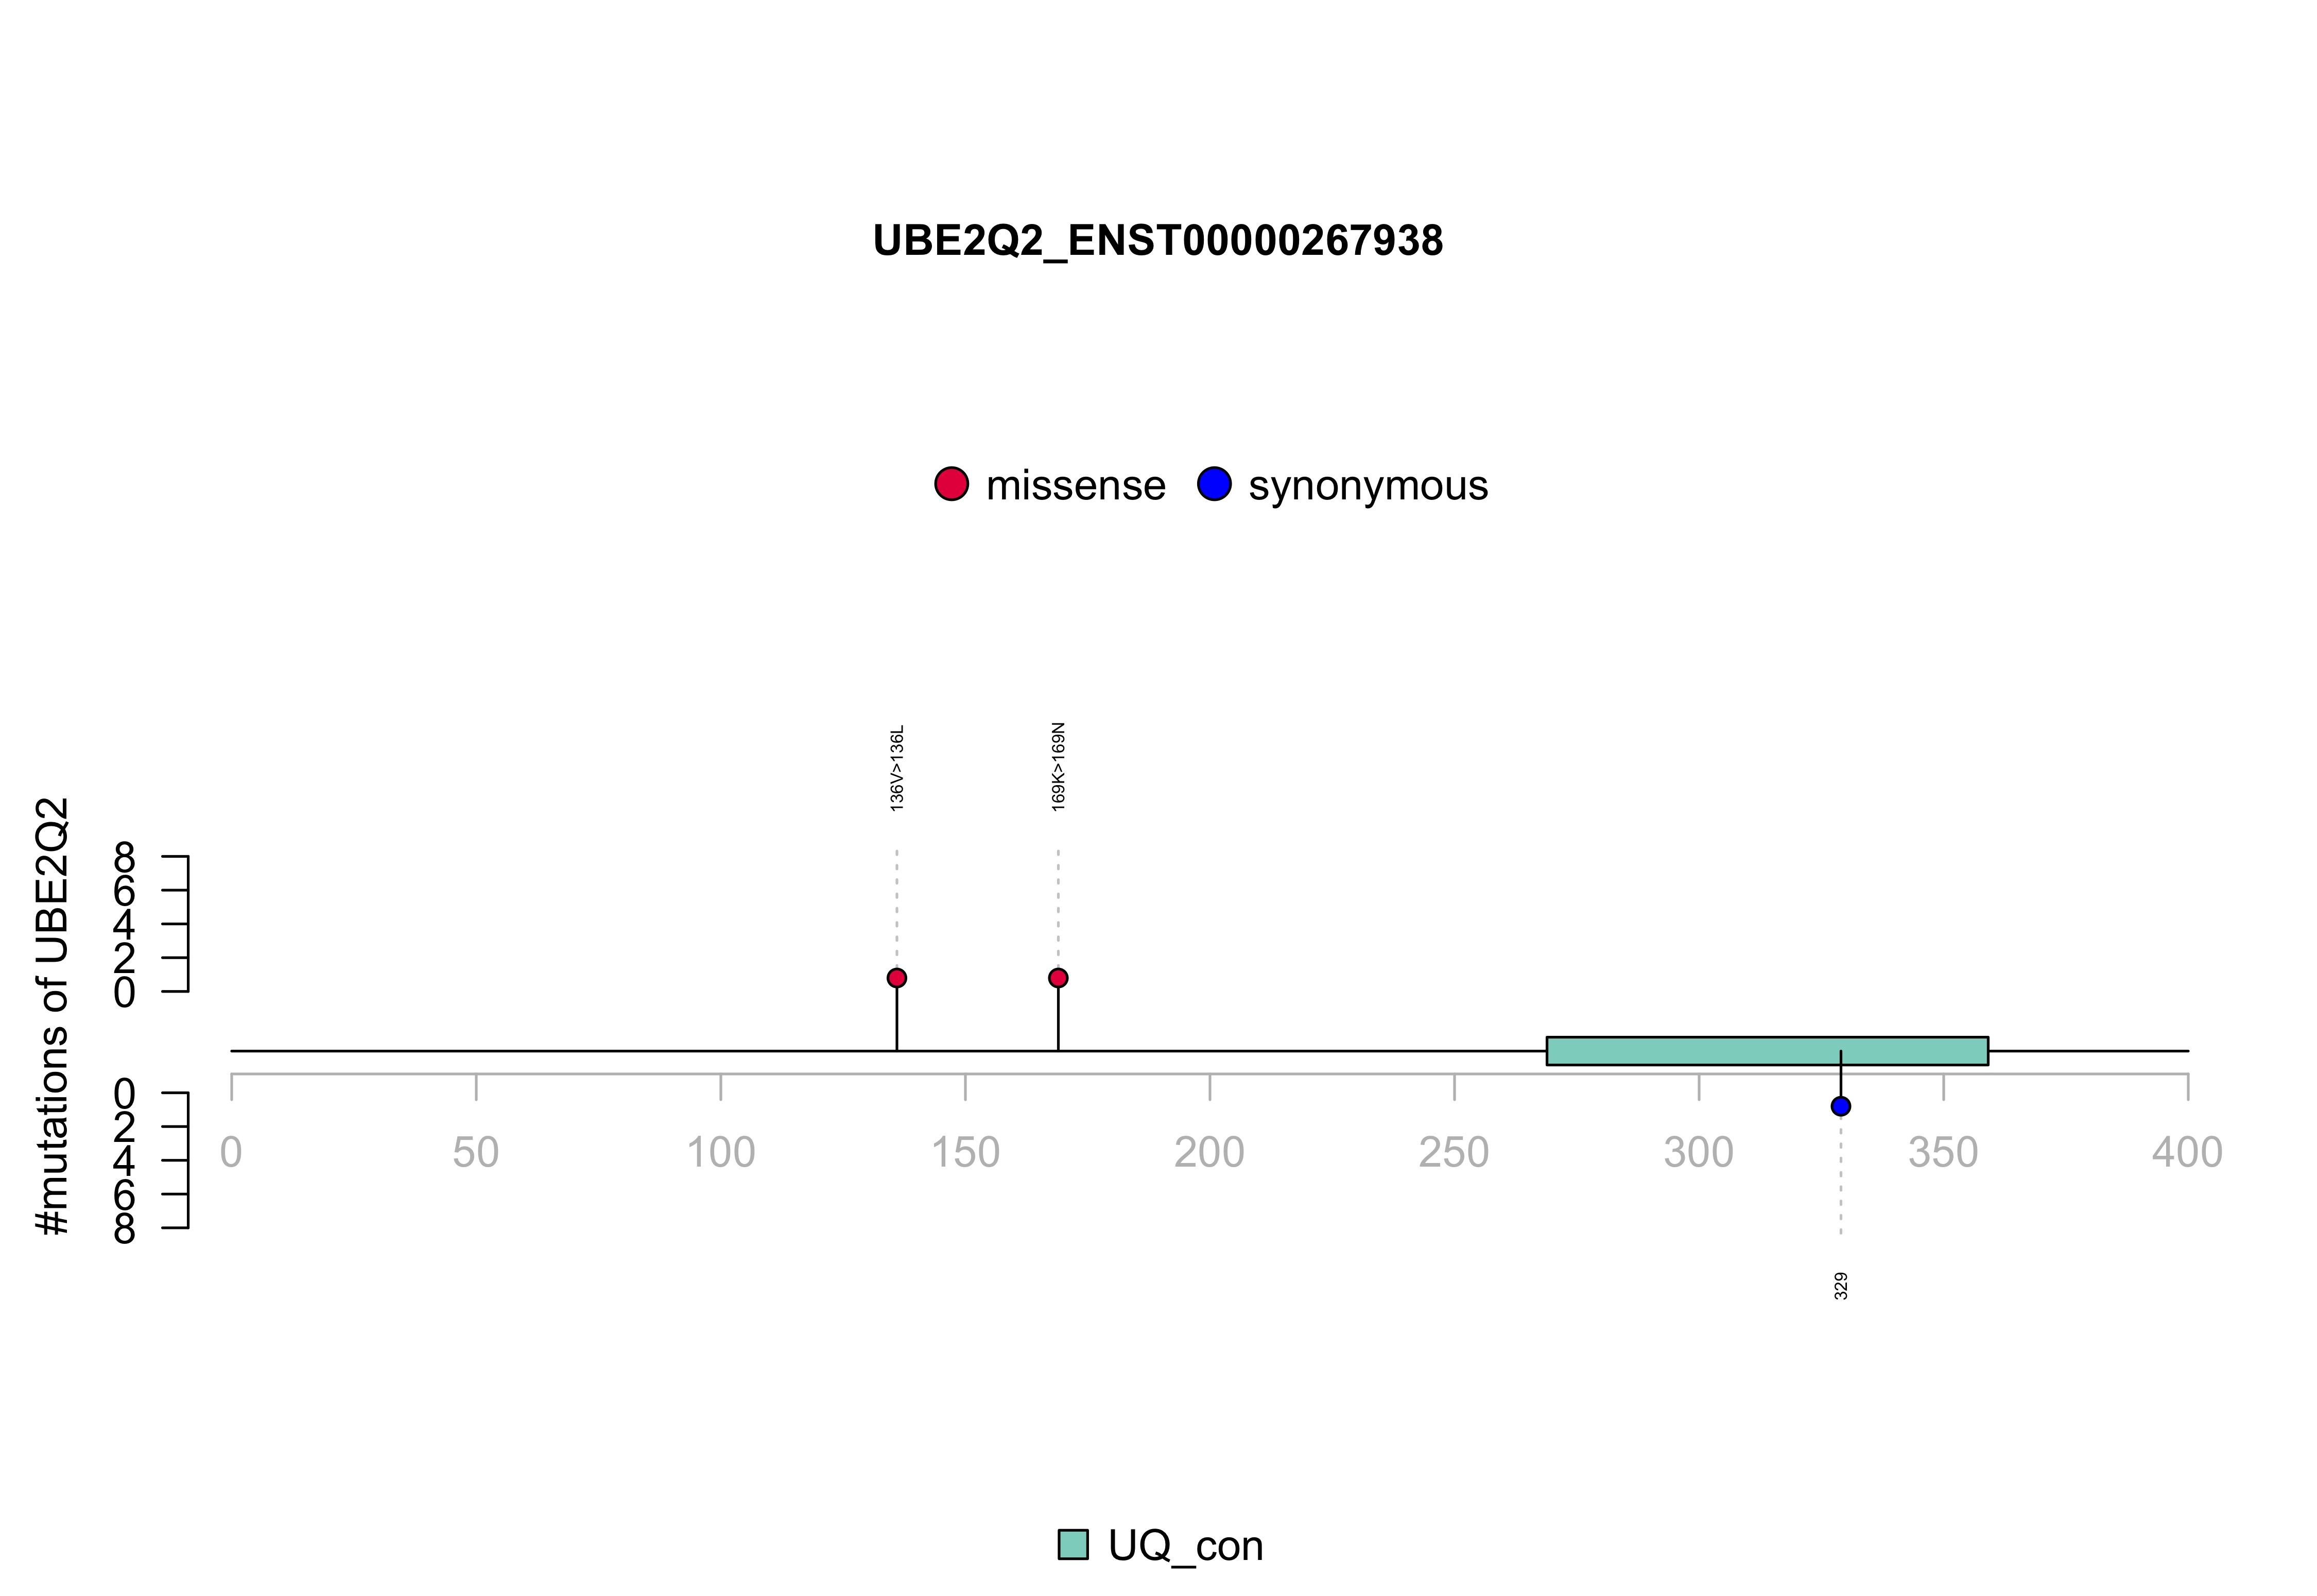 UBE2Q2_ENST00000267938
missense
synonymous
136V>136L
169K>169N
#mutations of UBE2Q2
8
6
4
2
0
0
2
4
6
8
0
50
100
150
200
250
300
350
400
329
UQ_con